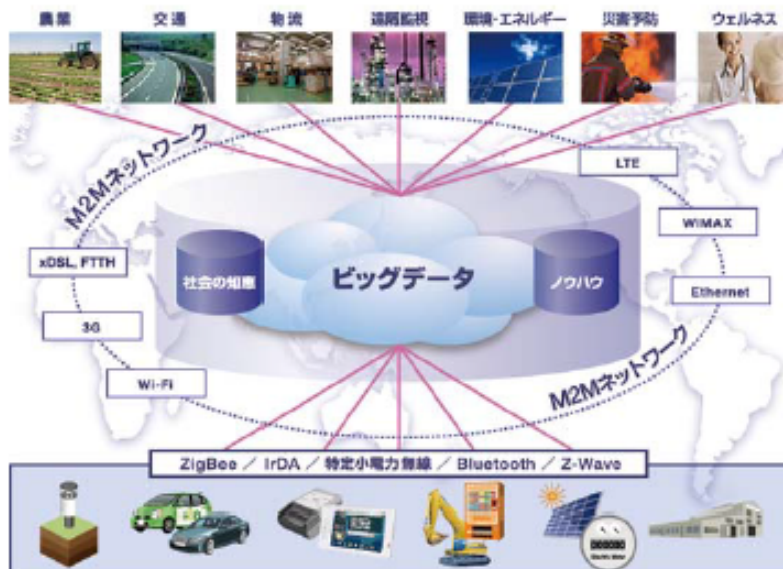 農業
交通
物流
遠隔監視
環境・エネルギー
災害予防
ウェルネス
M2Mネットワーク
LTE
WiMAX
xDSL, FTTH
社会の知恵
ビッグデータ
ノウハウ
Ethernet
3G
Wi-Fi
M2Mネットワーク
ZigBee / IrDA / 特定小電力無線 / Bluetooth / Z-Wave